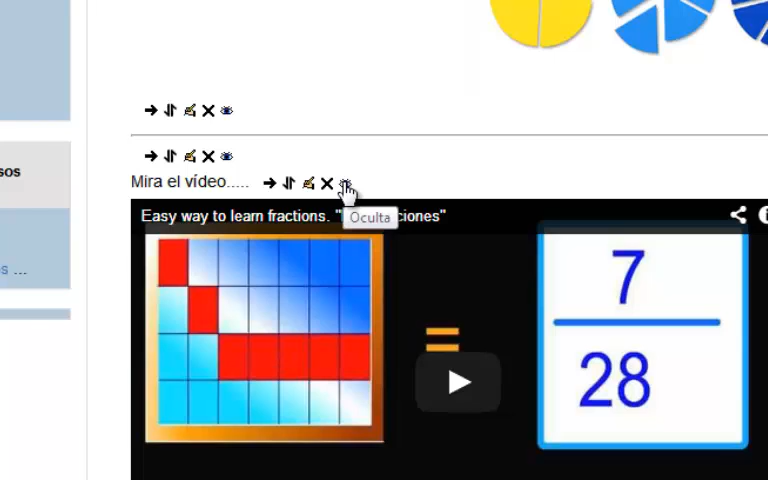 sos
Mira el vídeo.....
Oculta
Easy way to learn fractions. " ciones"
s ...
=
7
28